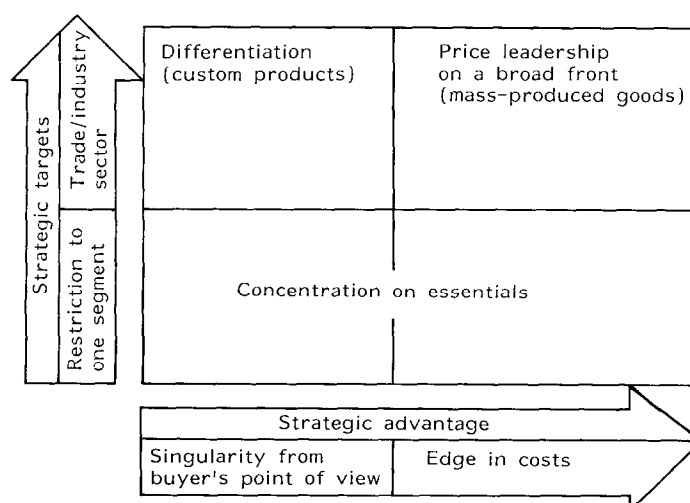 Differentiation
(custom products)
Price leadership
on a broad front
(mass-produced goods)
Strategic targets
Trade/industry
sector
Restriction to
one segment
Concentration on essentials
Strategic advantage
Singularity from
buyer's point of view
Edge in costs